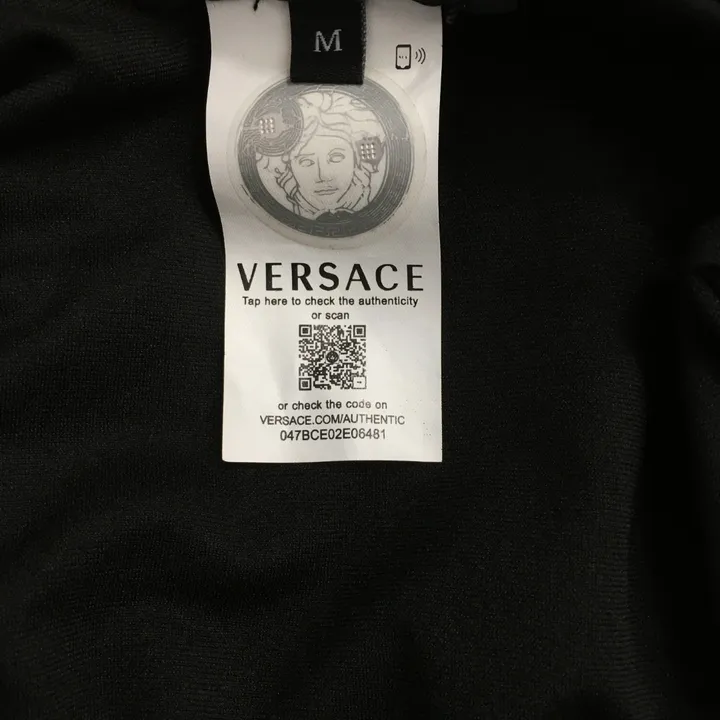 M
VERSACE
Tap here to check the authenticity
or scan
or check the code on
VERSACE.COM/AUTHENTIC
047BCE02E06481